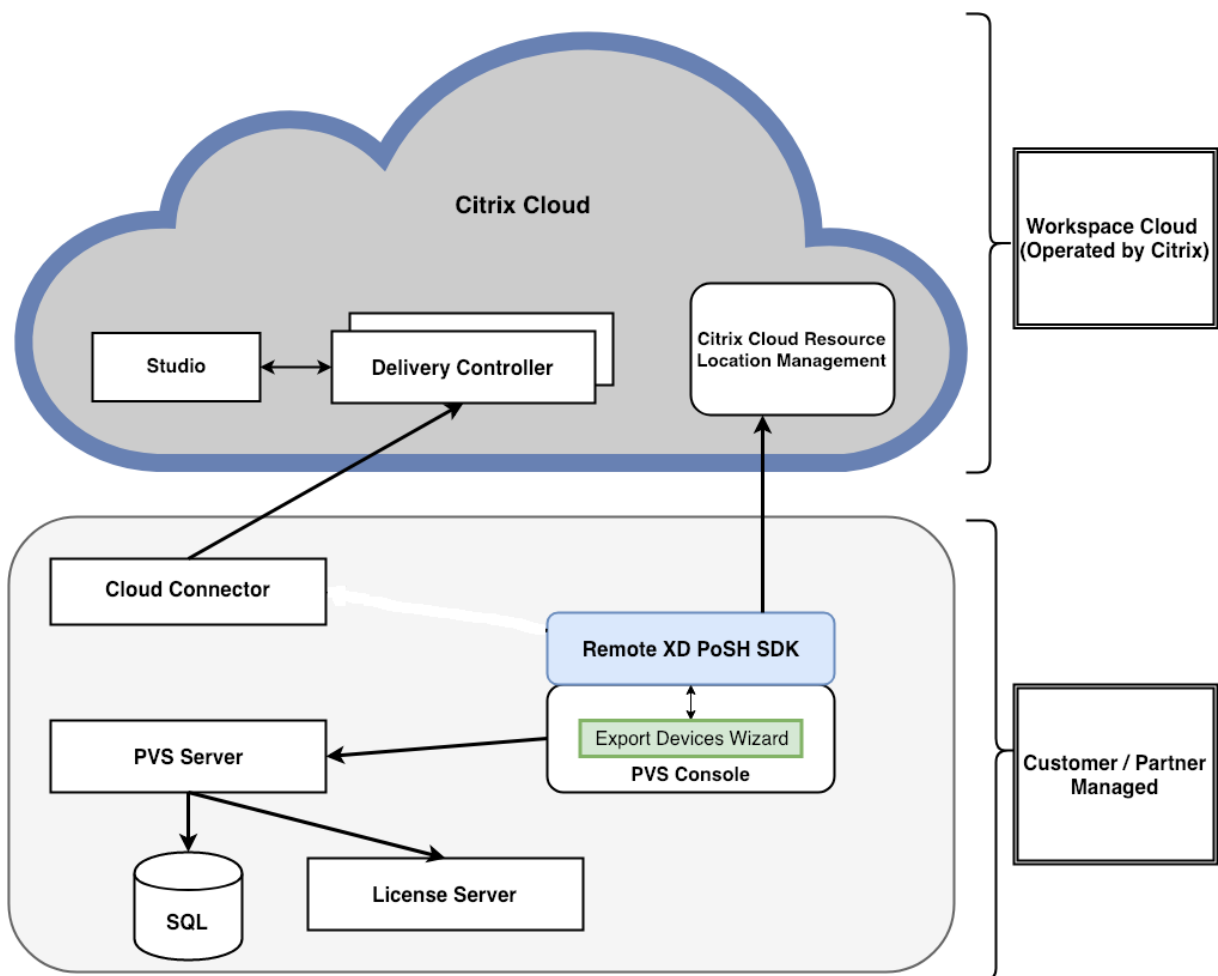 Citrix Cloud
Workspace Cloud
(Operated by Citrix)
Studio
Delivery Controller
Citrix Cloud Resource
Location Management
Cloud Connector
Remote XD PoSH SDK
Export Devices Wizard
PVS Console
PVS Server
Customer / Partner
Managed
SQL
License Server